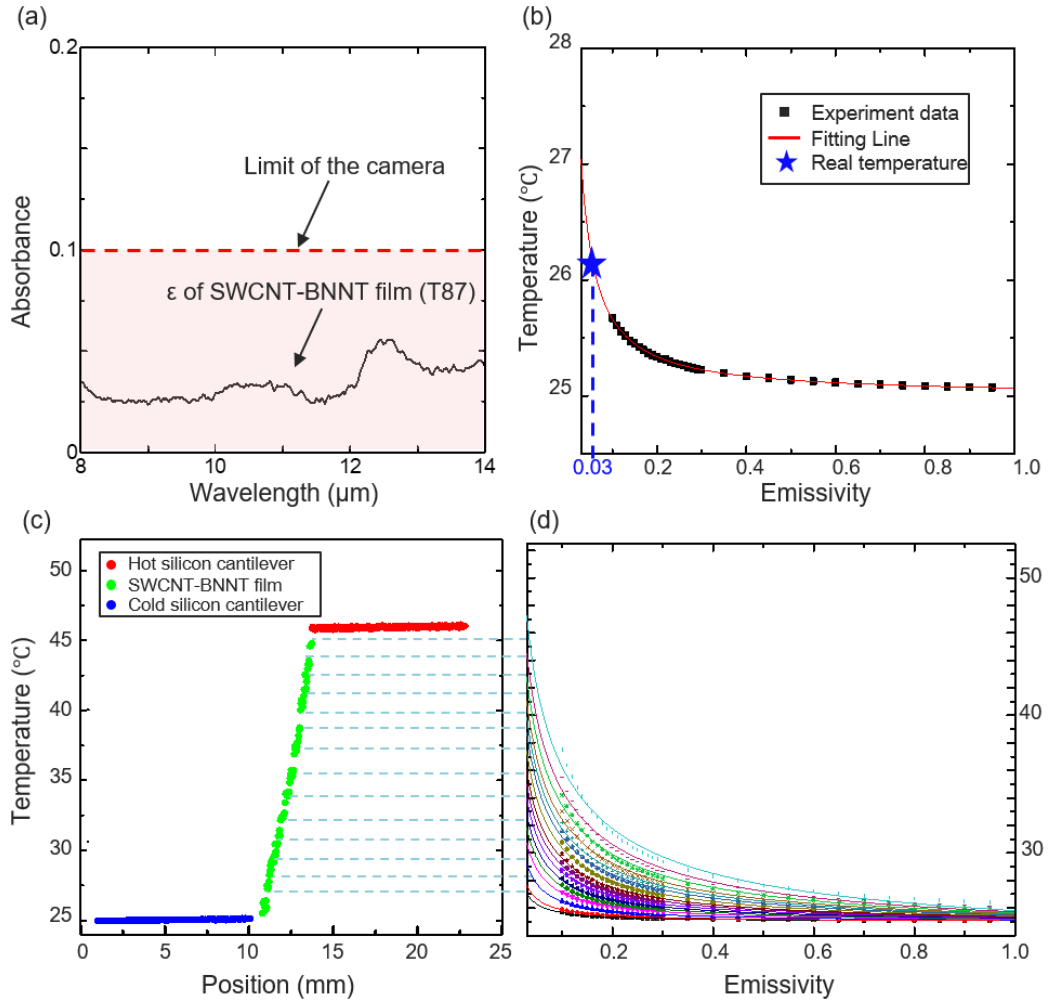 (a)
0.2
0.1
0
Absorbance
Limit of the camera
ε of SWCNT-BNNT film (T87)
8
10
12
14
Wavelength (μm)
(b)
28
27
26
25
Temperature (°C)
Experiment data
Fitting Line
Real temperature
0.03
0.2
0.4
0.6
0.8
1.0
Emissivity
(c)
50
45
40
35
30
25
20
Temperature (°C)
Hot silicon cantilever
SWCNT-BNNT film
Cold silicon cantilever
0
5
10
15
20
25
Position (mm)
(d)
50
40
30
0.2
0.4
0.6
0.8
1.0
Emissivity